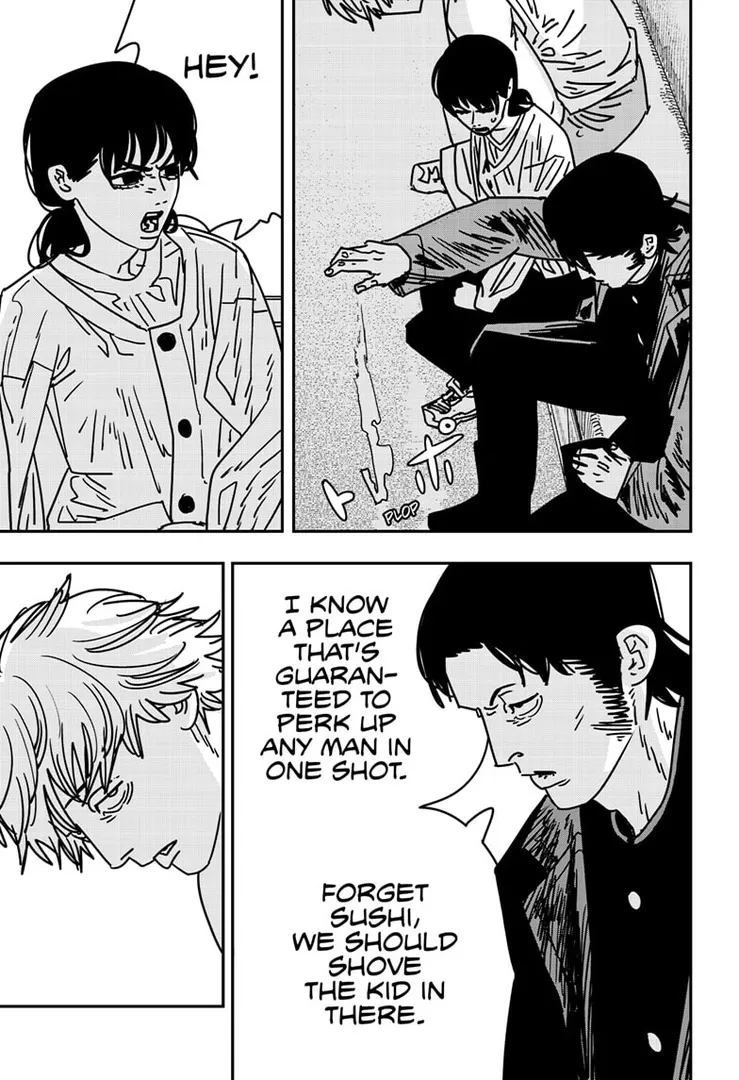 PLOP
HEY!
I KNOW
A PLACE
THAT'S
GUARAN-
TEED TO
PERK UP
ANY MAN IN
ONE SHOT.
FORGET
SUSHI,
WE SHOULD
SHOVE
THE KID IN
THERE.